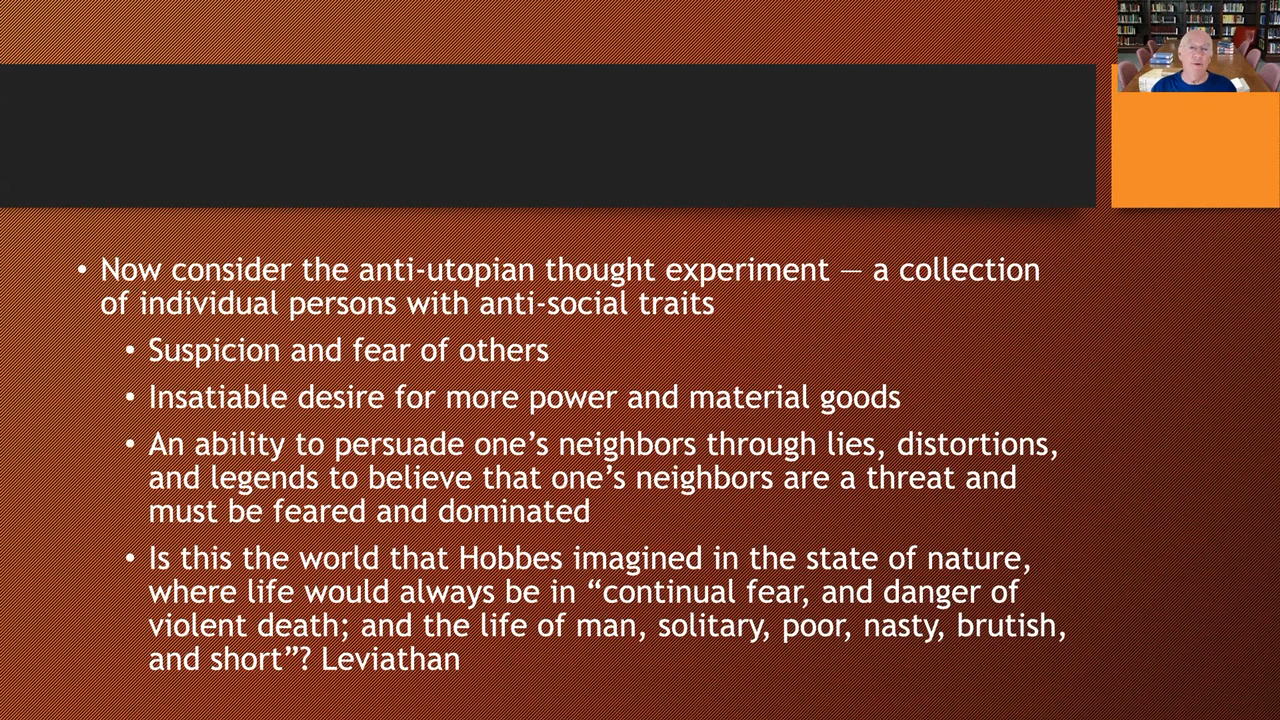 • Now consider the anti-utopian thought experiment — a collection
of individual persons with anti-social traits
• Suspicion and fear of others
• Insatiable desire for more power and material goods
• An ability to persuade one’s neighbors through lies, distortions,
and legends to believe that one’s neighbors are a threat and
must be feared and dominated
• Is this the world that Hobbes imagined in the state of nature,
where life would always be in “continual fear, and danger of
violent death; and the life of man, solitary, poor, nasty, brutish,
and short”? Leviathan